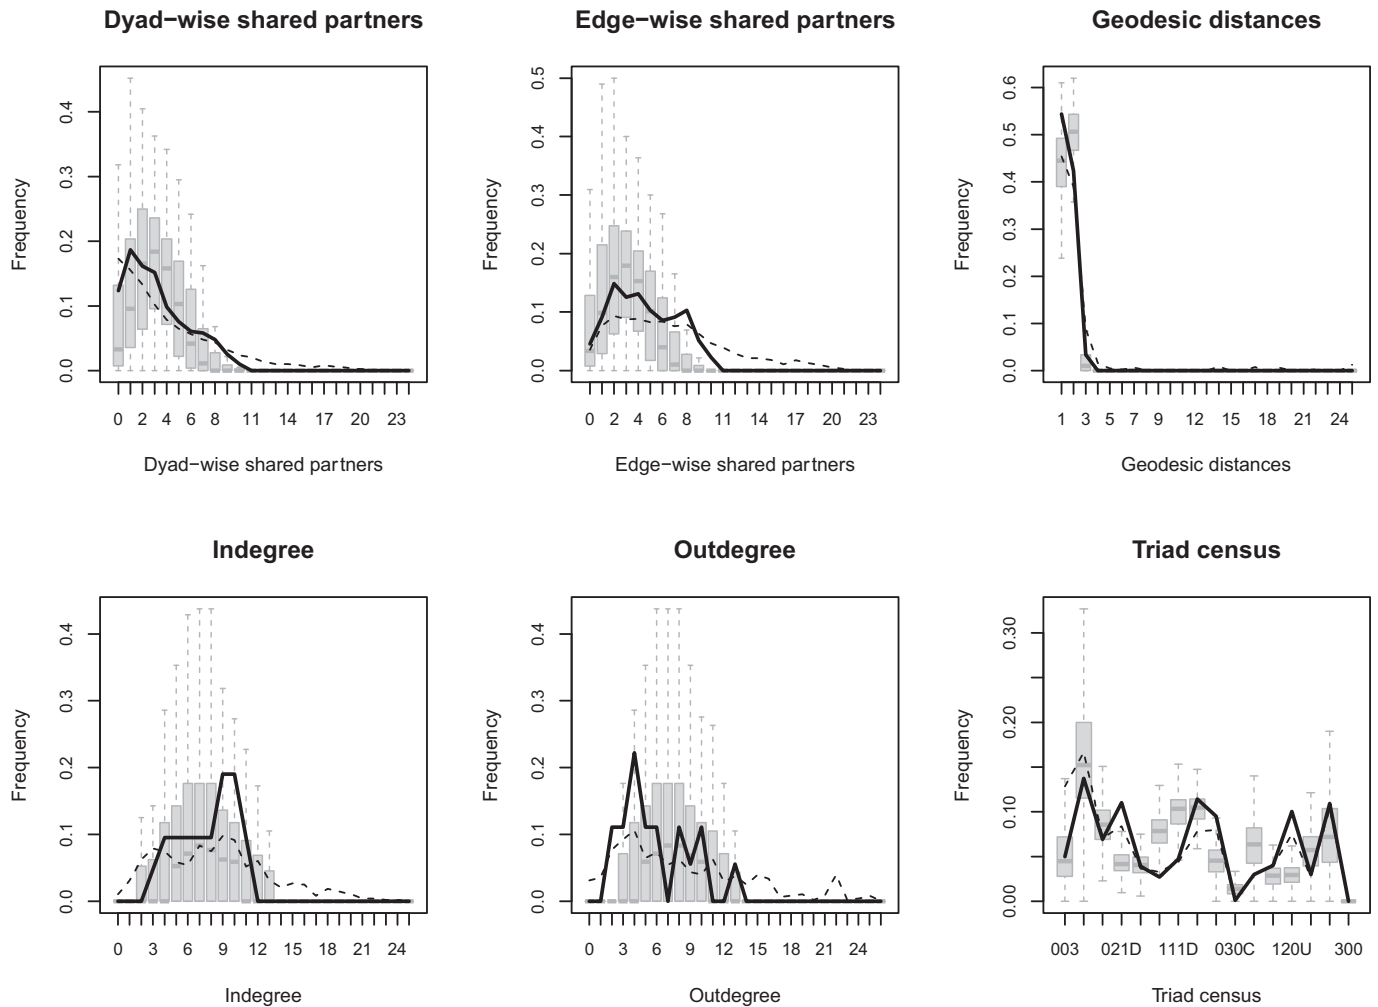 Dyad−wise shared partners
Edge−wise shared partners
Geodesic distances
Frequency
0.0 0.1 0.2 0.3 0.4
0 2 4 6 8 11 14 17 20 23
Dyad−wise shared partners
Frequency
0.0 0.1 0.2 0.3 0.4 0.5
0 2 4 6 8 11 14 17 20 23
Edge−wise shared partners
Frequency
0.0 0.1 0.2 0.3 0.4 0.5 0.6
1 3 5 7 9 12 15 18 21 24
Geodesic distances
Indegree
Outdegree
Triad census
Frequency
0.0 0.1 0.2 0.3 0.4
0 3 6 9 12 15 18 21 24
Indegree
Frequency
0.0 0.1 0.2 0.3 0.4
0 3 6 9 12 15 18 21 24
Outdegree
Frequency
0.00 0.10 0.20 0.30
003 021D 111D 030C 120U 300
Triad census